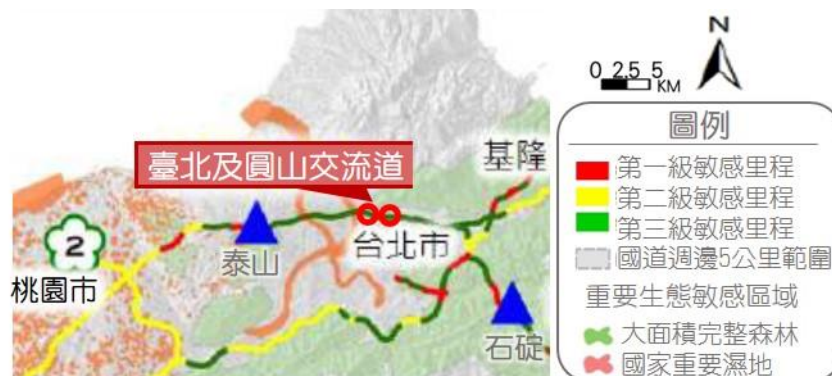 N
0 2.5 5
KM
臺北及圓山交流道
基隆
2
泰山
台北市
桃園市
石碇
圖例
第一級敏感里程
第二級敏感里程
第三級敏感里程
國道週邊5公里範圍
重要生態敏感區域
大面積完整森林
國家重要濕地